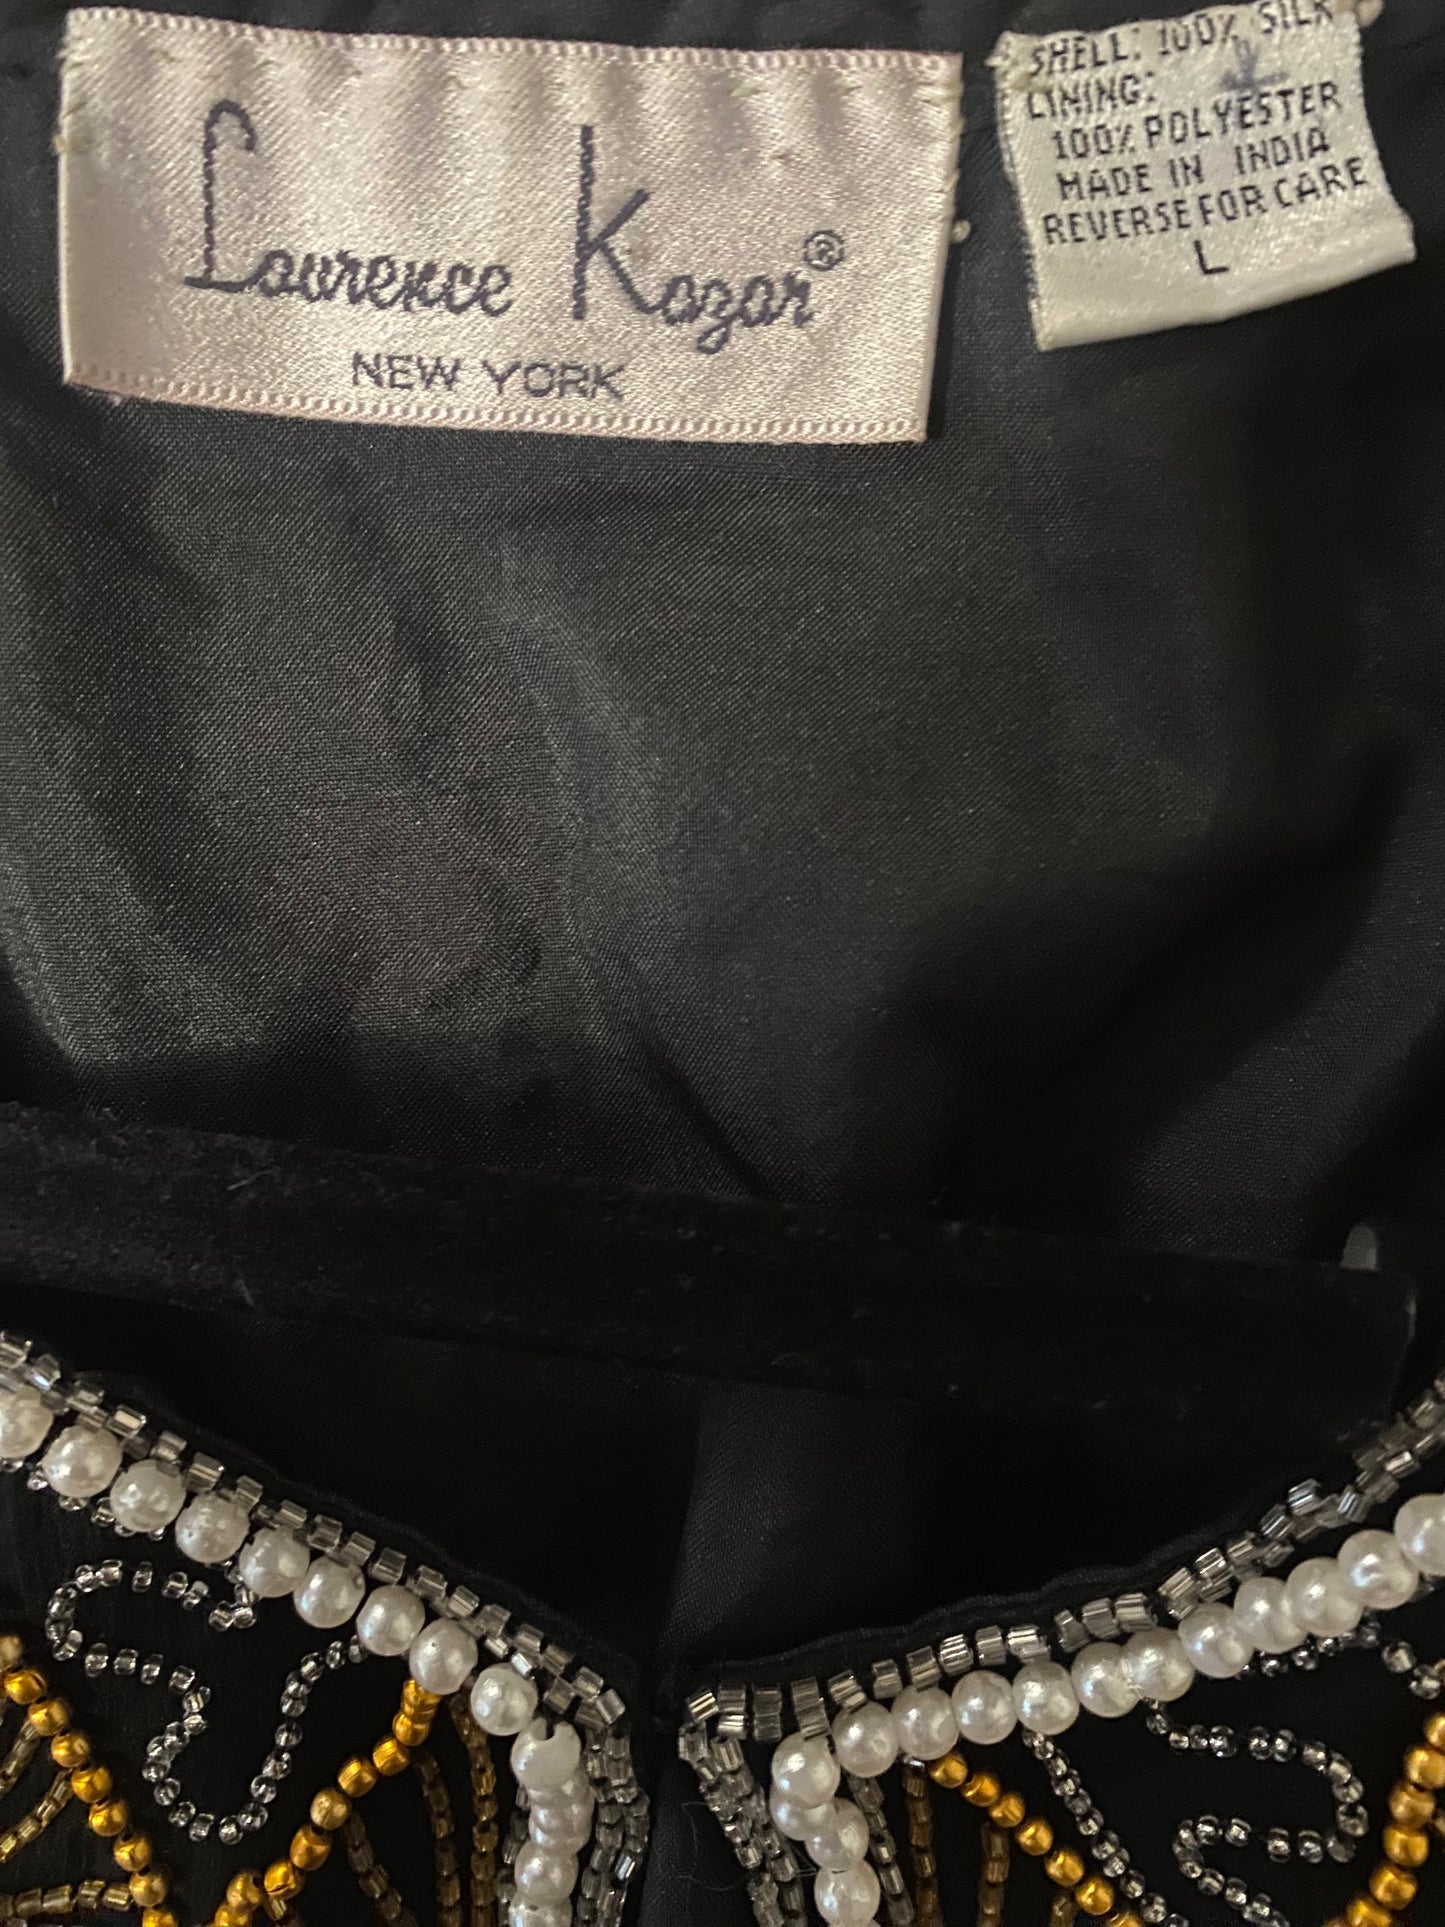 Lawrence Kazar®
NEW YORK
SHELL: 100% SILK
LINING:
100% POLYESTER
MADE IN INDIA
REVERSE FOR CARE
L